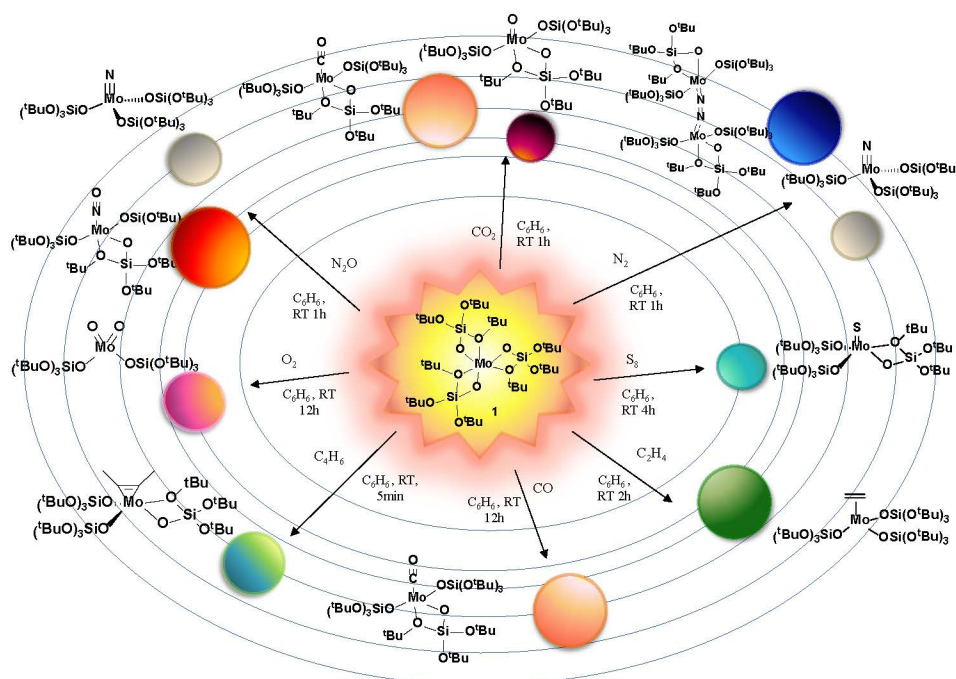 N
Mo
(ᵗBuO)₃SiO
OSi(OᵗBu)₃
OSi(OᵗBu)₃
O
C
Mo
OSi(OᵗBu)₃
(ᵗBuO)₃SiO
O
ᵗBu
O
Si
OᵗBu
OᵗBu
O
Mo
OSi(OᵗBu)₃
(ᵗBuO)₃SiO
O
ᵗBu
O
Si
OᵗBu
OᵗBu
OᵗBu
ᵗBuO
Si
O
O
ᵗBu
Mo
OSi(OᵗBu)₃
(ᵗBuO)₃SiO
N
N
(ᵗBuO)₃SiO
Mo
OSi(OᵗBu)₃
O
ᵗBu
O
Si
OᵗBu
OᵗBu
N
Mo
(ᵗBuO)₃SiO
OSi(OᵗBu
OSi(OᵗBu)₃
O
N
Mo
OSi(OᵗBu)₃
(ᵗBuO)₃SiO
O
ᵗBu
O
Si
OᵗBu
OᵗBu
N₂O
C₆H₆ ,
RT 1h
CO₂
C₆H₆ ,
RT 1h
N₂
C₆H₆ ,
RT 1h
O
O
Mo
(ᵗBuO)₃SiO
OSi(OᵗBu)₃
O₂
C₆H₆ , RT
12h
OᵗBu
ᵗBuO
Si
ᵗBu
O
O
Mo
O
Si
OᵗBu
OᵗBu
O
ᵗBu
ᵗBu
O
O
ᵗBuO
Si
OᵗBu
1
S₈
C₆H₆ ,
RT 4h
S
(ᵗBuO)₃SiO
(ᵗBuO)₃SiO
Mo
O
ᵗBu
O
Si
OᵗBu
OᵗBu
C₄H₆
C₆H₆ , RT,
5min
CO
C₆H₆ , RT
12h
C₂H₄
C₆H₆ ,
RT 2h
(ᵗBuO)₃SiO
(ᵗBuO)₃SiO
Mo
tBu
O
O
Si
OᵗBu
OᵗBu
Mo
(ᵗBuO)₃SiO
OSi(OᵗBu)₃
OSi(OᵗBu)₃
O
C
Mo
OSi(OᵗBu)₃
(ᵗBuO)₃SiO
O
ᵗBu
O
Si
OᵗBu
OᵗBu